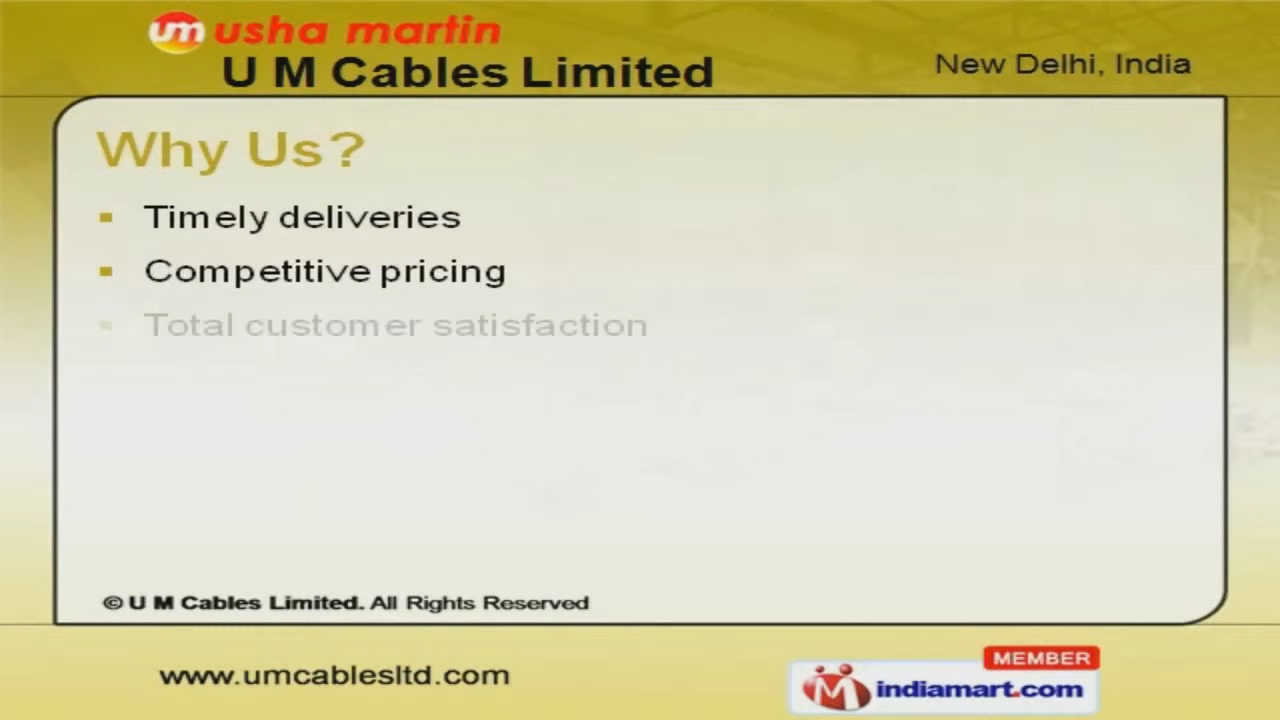 um usha martin
U M Cables Limited
New Delhi, India
Why Us?
Timely deliveries
Competitive pricing
Total customer satisfaction
© U M Cables Limited. All Rights Reserved
www.umcablesltd.com
MEMBER
indiamart.com